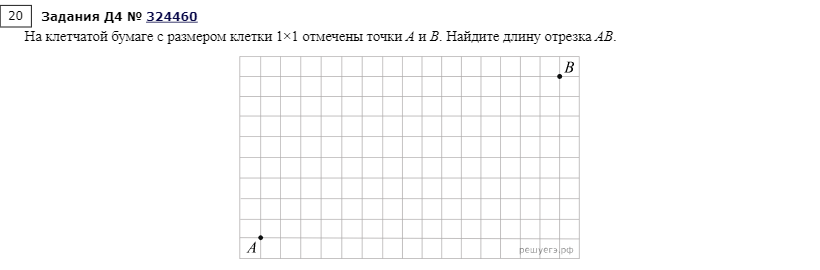 20 Задания Д4 № 324460
На клетчатой бумаге с размером клетки 1×1 отмечены точки A и B. Найдите длину отрезка AB.
B
A
решуегэ.рф